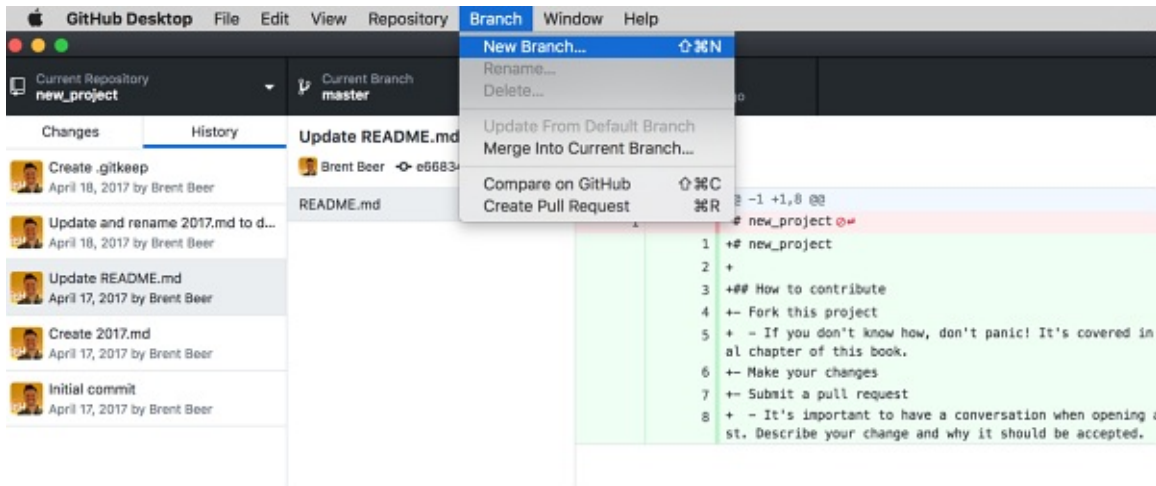 GitHub Desktop File Edit View Repository Branch Window Help
New Branch... ⇧⌘N
Rename...
Delete...
Update From Default Branch
Merge Into Current Branch...
Compare on GitHub ⇧⌘C
Create Pull Request ⌘R
Current Repository
new_project
Current Branch
master
go
Changes History
Create .gitkeep
April 18, 2017 by Brent Beer
Update and rename 2017.md to d...
April 18, 2017 by Brent Beer
Update README.md
April 17, 2017 by Brent Beer
Create 2017.md
April 17, 2017 by Brent Beer
Initial commit
April 17, 2017 by Brent Beer
Update README.md
Brent Beer e6683
README.md
-1 +1,8 @@
1 # new_project
1 +# new_project
2 +
3 +## How to contribute
4 +- Fork this project
5 + - If you don't know how, don't panic! It's covered in
al chapter of this book.
6 +- Make your changes
7 +- Submit a pull request
8 + - It's important to have a conversation when opening a
st. Describe your change and why it should be accepted.